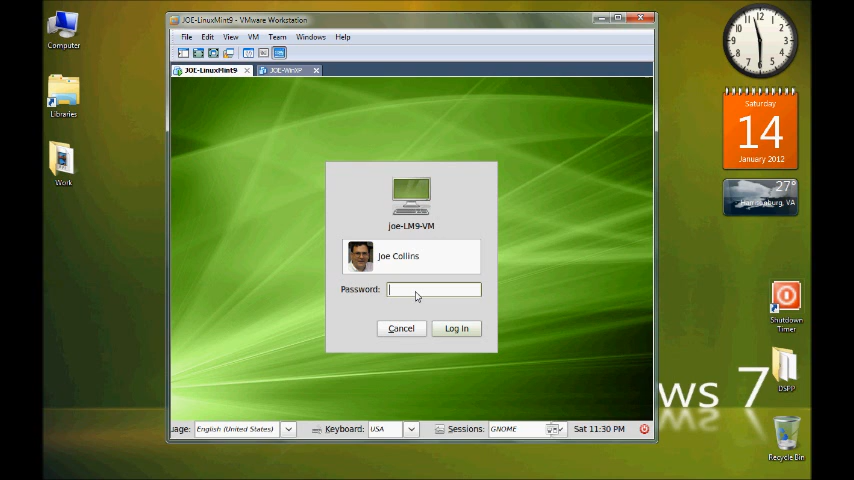 JOE-LinuxMint9 - VMware Workstation
File Edit View VM Team Windows Help
JOE-LinuxMint9 JOE-WinXP
Computer
Libraries
Work
joe-LM9-VM
Joe Collins
Password:
Cancel Log In
uage: English (United States) Keyboard: USA Sessions: GNOME Sat 11:30 PM
12
6
Saturday
14
January 2012
27°
Harrisonburg, VA
Shutdown
Timer
DSPP
ws 7
Recycle Bin